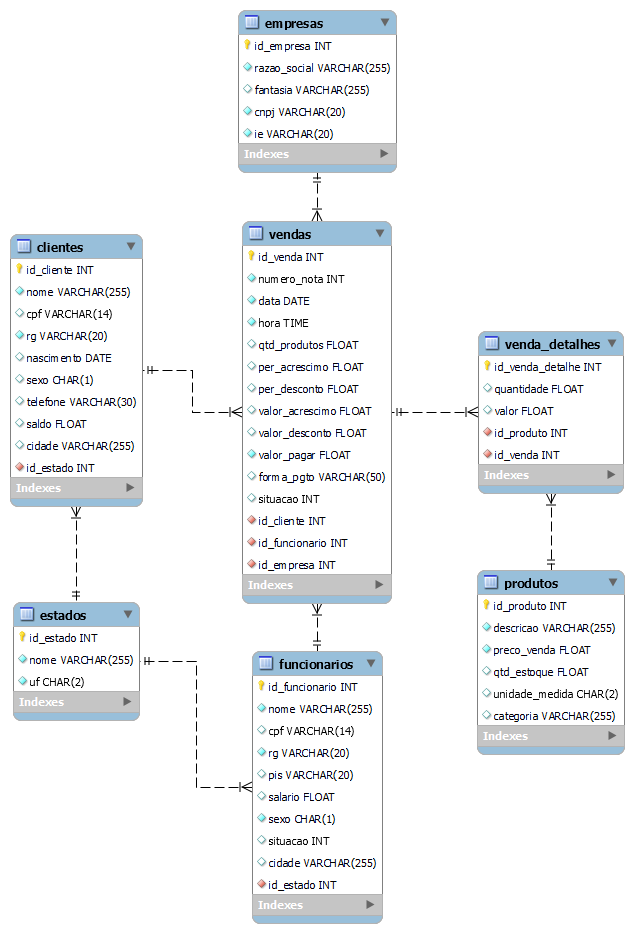 empresas
id_empresa INT
razao_social VARCHAR(255)
fantasia VARCHAR(255)
cnpj VARCHAR(20)
ie VARCHAR(20)
Indexes
clientes
id_cliente INT
nome VARCHAR(255)
cpf VARCHAR(14)
rg VARCHAR(20)
nascimento DATE
sexo CHAR(1)
telefone VARCHAR(30)
saldo FLOAT
cidade VARCHAR(255)
id_estado INT
Indexes
vendas
id_venda INT
numero_nota INT
data DATE
hora TIME
qtd_produtos FLOAT
per_acrescimo FLOAT
per_desconto FLOAT
valor_acrescimo FLOAT
valor_desconto FLOAT
valor_pagar FLOAT
forma_pgto VARCHAR(50)
situacao INT
id_cliente INT
id_funcionario INT
id_empresa INT
Indexes
venda_detalhes
id_venda_detalhe INT
quantidade FLOAT
valor FLOAT
id_produto INT
id_venda INT
Indexes
estados
id_estado INT
nome VARCHAR(255)
uf CHAR(2)
Indexes
funcionarios
id_funcionario INT
nome VARCHAR(255)
cpf VARCHAR(14)
rg VARCHAR(20)
pis VARCHAR(20)
salario FLOAT
sexo CHAR(1)
situacao INT
cidade VARCHAR(255)
id_estado INT
Indexes
produtos
id_produto INT
descricao VARCHAR(255)
preco_venda FLOAT
qtd_estoque FLOAT
unidade_medida CHAR(2)
categoria VARCHAR(255)
Indexes